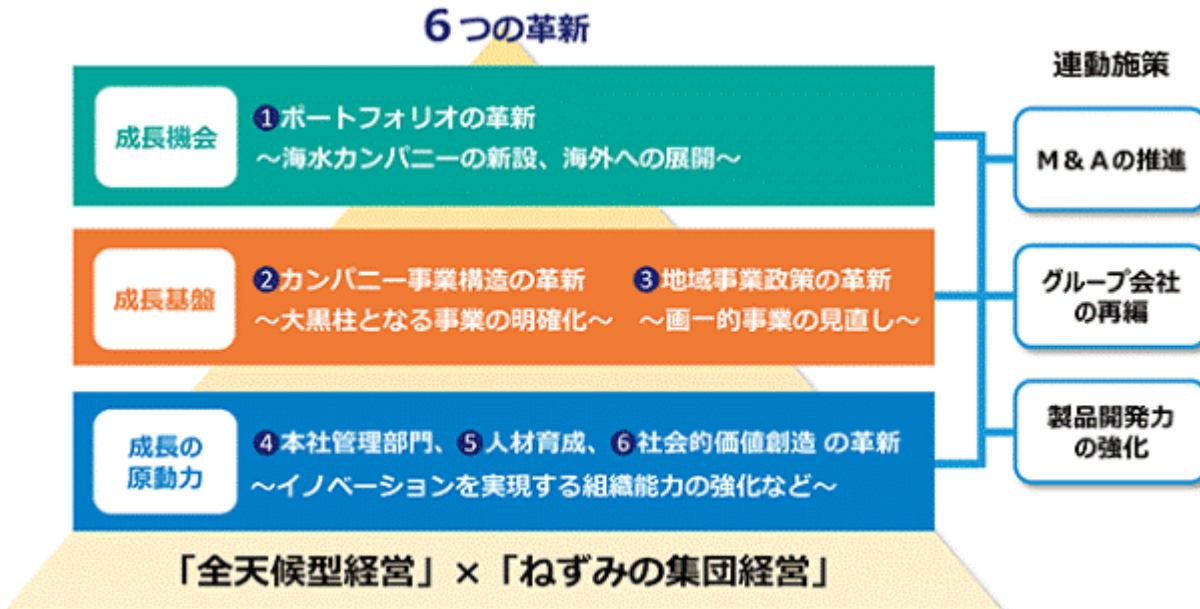 6つの革新
成長機会
❶ポートフォリオの革新
～海水カンパニーの新設、海外への展開～
成長基盤
❷カンパニー事業構造の革新
～大黒柱となる事業の明確化～
❸地域事業政策の革新
～画一的事業の見直し～
成長の
原動力
❹本社管理部門、❺人材育成、❻社会的価値創造 の革新
～イノベーションを実現する組織能力の強化など～
「全天候型経営」×「ねずみの集団経営」
連動施策
M＆Aの推進
グループ会社
の再編
製品開発力
の強化